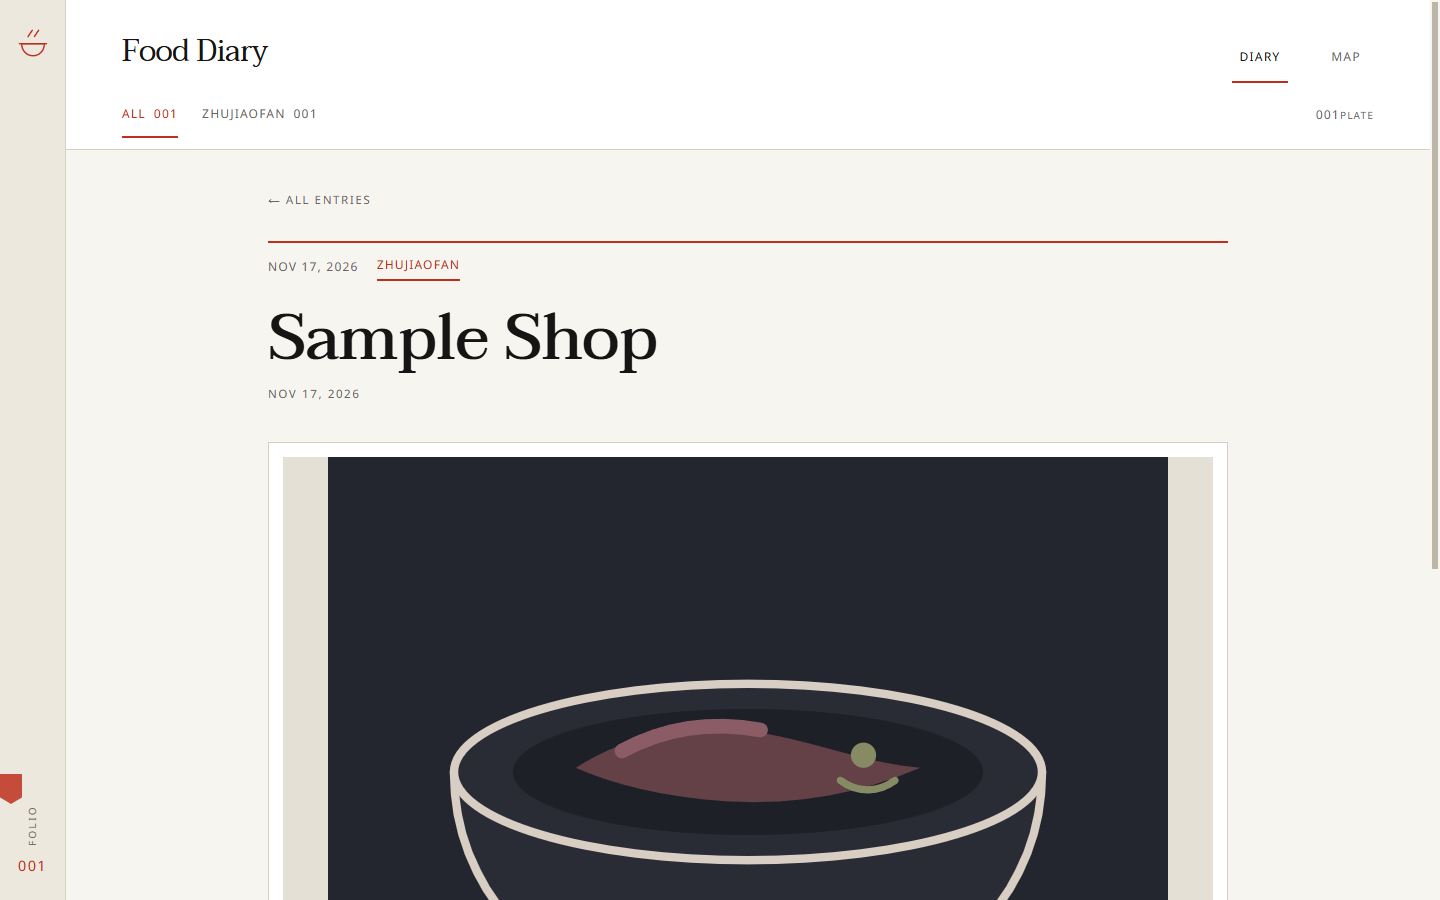 Food Diary
DIARY MAP
ALL 001 ZHUJIAOFAN 001
001PLATE
← ALL ENTRIES
NOV 17, 2026 ZHUJIAOFAN
Sample Shop
NOV 17, 2026
FOLIO
001